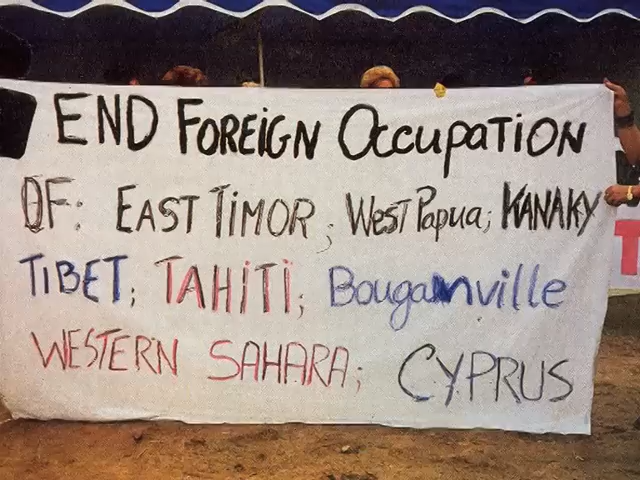 END FOREIGN OCCUPATION
OF: EAST TIMOR; West Papua; KANAKY
TIBET; TAHITI; Bougainville
WESTERN SAHARA; CYPRUS
T